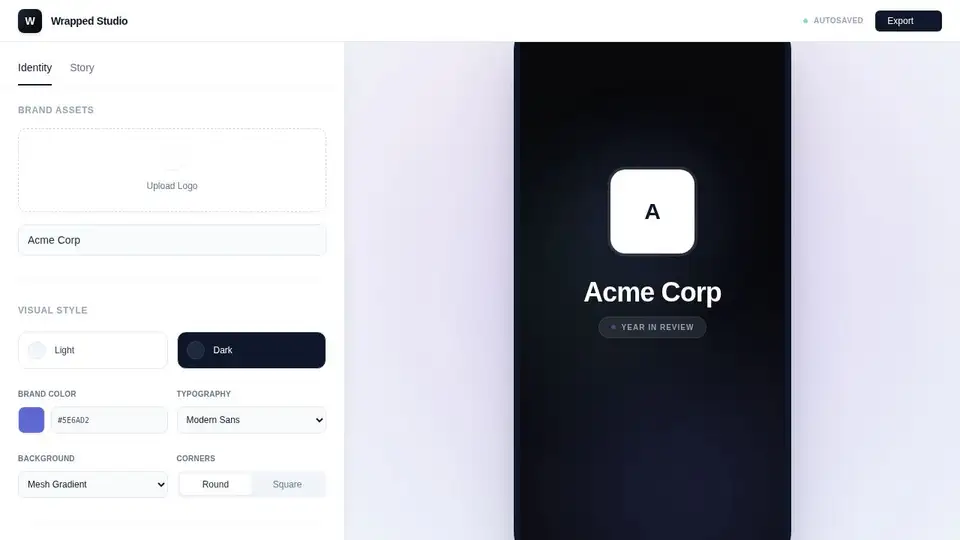 W Wrapped Studio
AUTOSAVED
Export
Identity Story
BRAND ASSETS
Upload Logo
Acme Corp
VISUAL STYLE
Light
Dark
BRAND COLOR
TYPOGRAPHY
#5E6AD2
Modern Sans
BACKGROUND
CORNERS
Mesh Gradient
Round
Square
A
Acme Corp
YEAR IN REVIEW